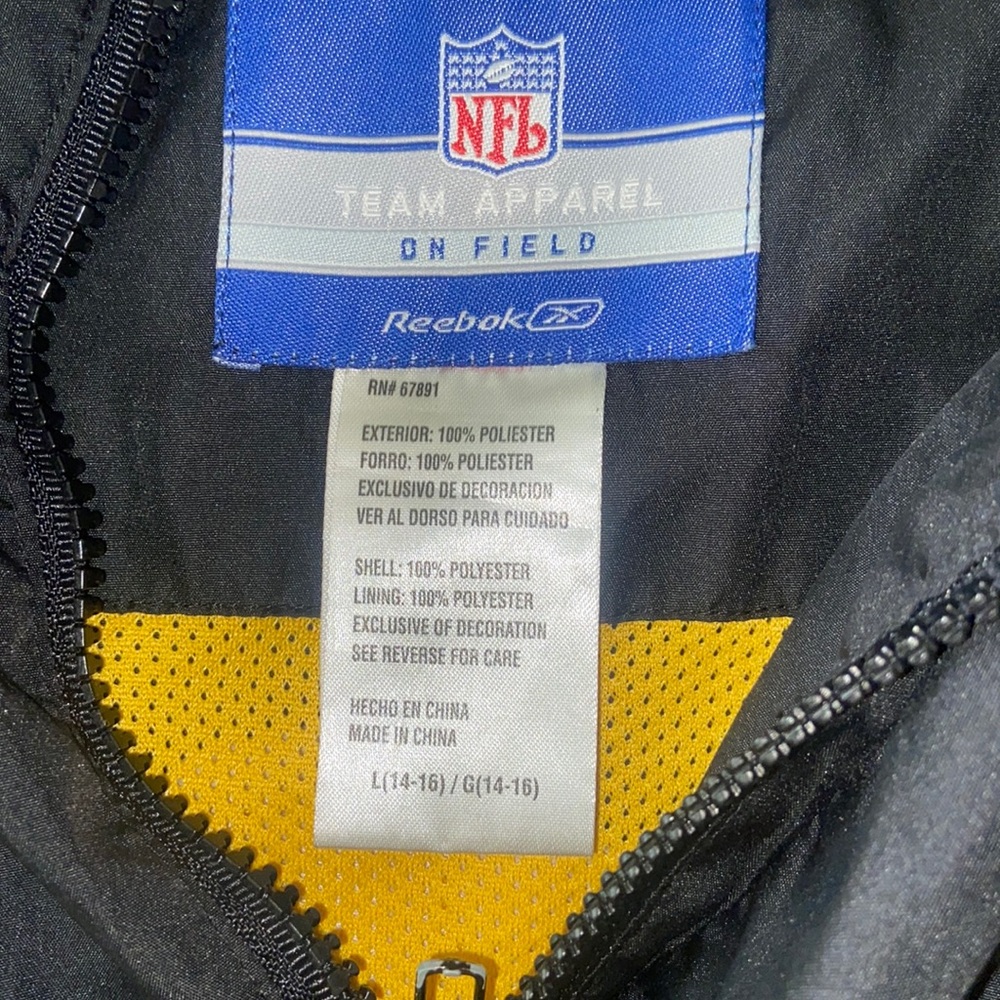 NFL
TEAM APPAREL
ON FIELD
Reebok
RN# 67891
EXTERIOR: 100% POLIESTER
FORRO: 100% POLIESTER
EXCLUSIVO DE DECORACION
VER AL DORSO PARA CUIDADO
SHELL: 100% POLYESTER
LINING: 100% POLYESTER
EXCLUSIVE OF DECORATION
SEE REVERSE FOR CARE
HECHO EN CHINA
MADE IN CHINA
L(14-16) / G(14-16)